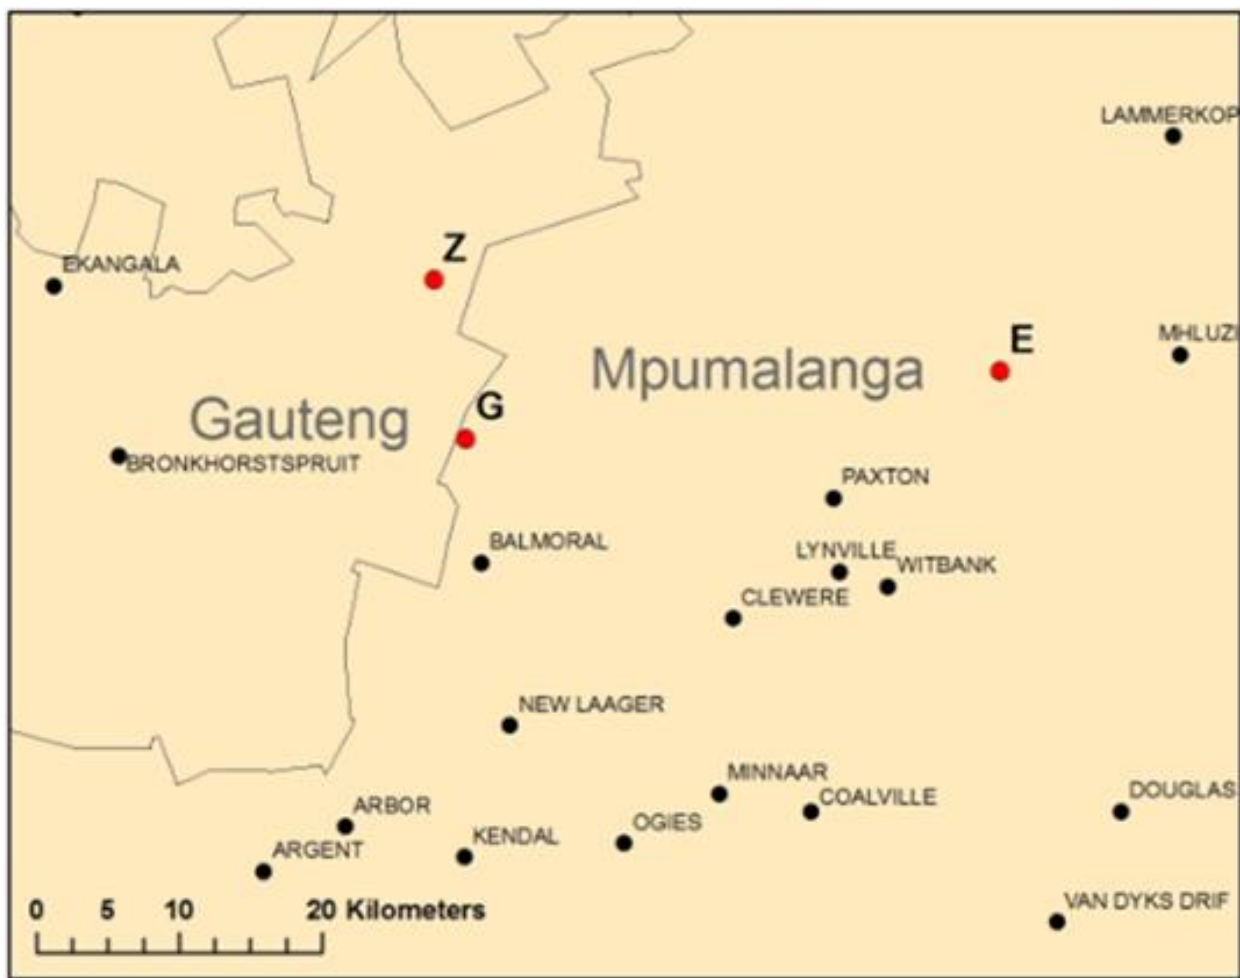 LAMMERKOP
Z
EKANGALA
E
MHLUZI
Mpumalanga
Gauteng
G
BRONKHORSTSPRUIT
PAXTON
BALMORAL
LYNVILLE
WITBANK
CLEWERE
NEW LAAGER
MINNAAR
COALVILLE
DOUGLAS
ARBOR
OGIES
KENDAL
ARGENT
VAN DYKS DRIF
0 5 10 20 Kilometers